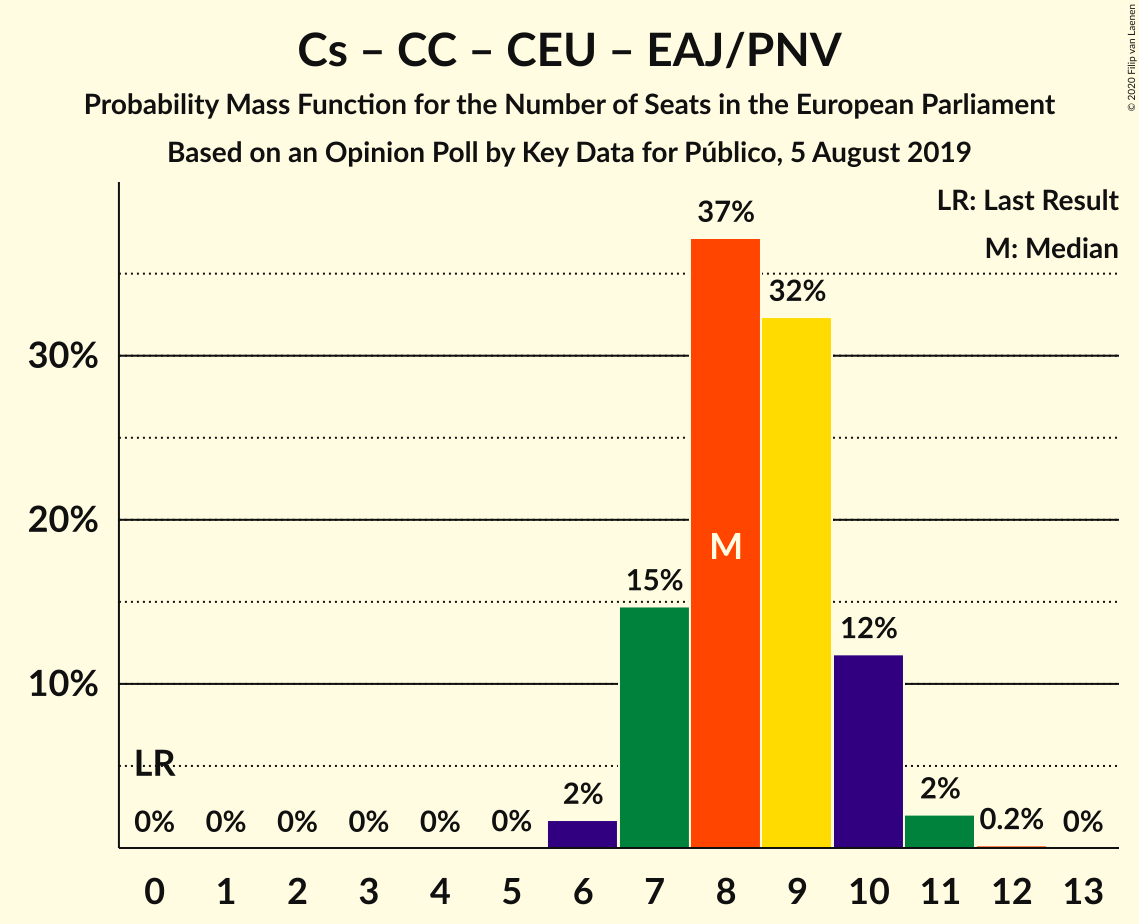 Cs – CC – CEU – EAJ/PNV
Probability Mass Function for the Number of Seats in the European Parliament
Based on an Opinion Poll by Key Data for Público, 5 August 2019
© 2020 Filip van Laenen
LR: Last Result
M: Median
37%
32%
30%
20%
M
15%
12%
10%
LR
2%
2%
0% 0% 0% 0% 0% 0% 0.2% 0%
0 1 2 3 4 5 6 7 8 9 10 11 12 13